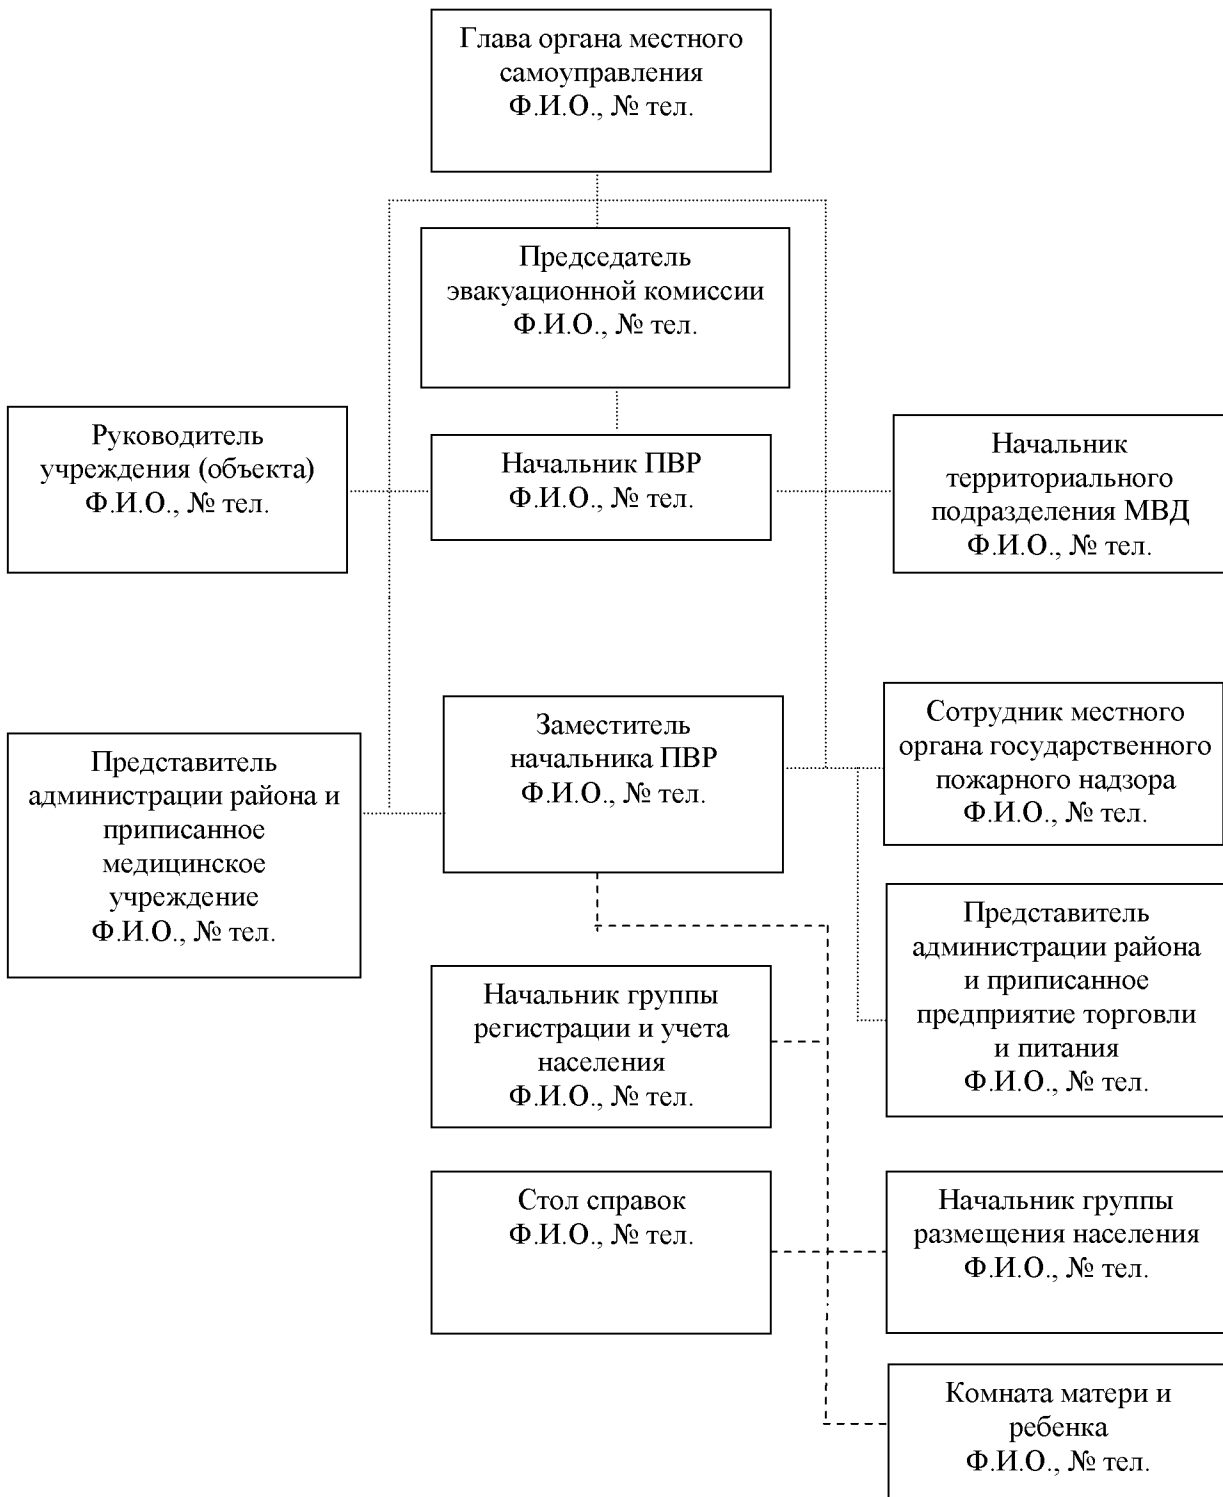 Глава органа местного
самоуправления
Ф.И.О., № тел.
Председатель
эвакуационной комиссии
Ф.И.О., № тел.
Руководитель
учреждения (объекта)
Ф.И.О., № тел.
Начальник ПВР
Ф.И.О., № тел.
Начальник
территориального
подразделения МВД
Ф.И.О., № тел.
Представитель
администрации района и
приписанное
медицинское
учреждение
Ф.И.О., № тел.
Заместитель
начальника ПВР
Ф.И.О., № тел.
Сотрудник местного
органа государственного
пожарного надзора
Ф.И.О., № тел.
Представитель
администрации района
и приписанное
предприятие торговли
и питания
Ф.И.О., № тел.
Начальник группы
регистрации и учета
населения
Ф.И.О., № тел.
Стол справок
Ф.И.О., № тел.
Начальник группы
размещения населения
Ф.И.О., № тел.
Комната матери и
ребенка
Ф.И.О., № тел.